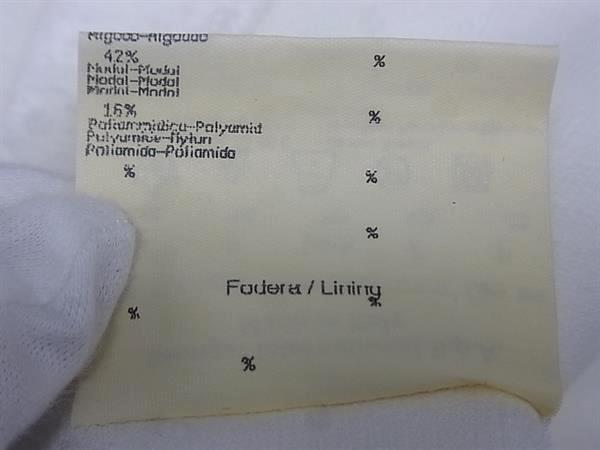 Algodo-Algodao
42% %
Modal-Modal
Modal-Modal
Modal-Modal
16% %
Poliammidica-Polyamid
Polyamide-Nylon
Poliamida-Poliamida
% %
%
Fodera / Lining
%
%
%